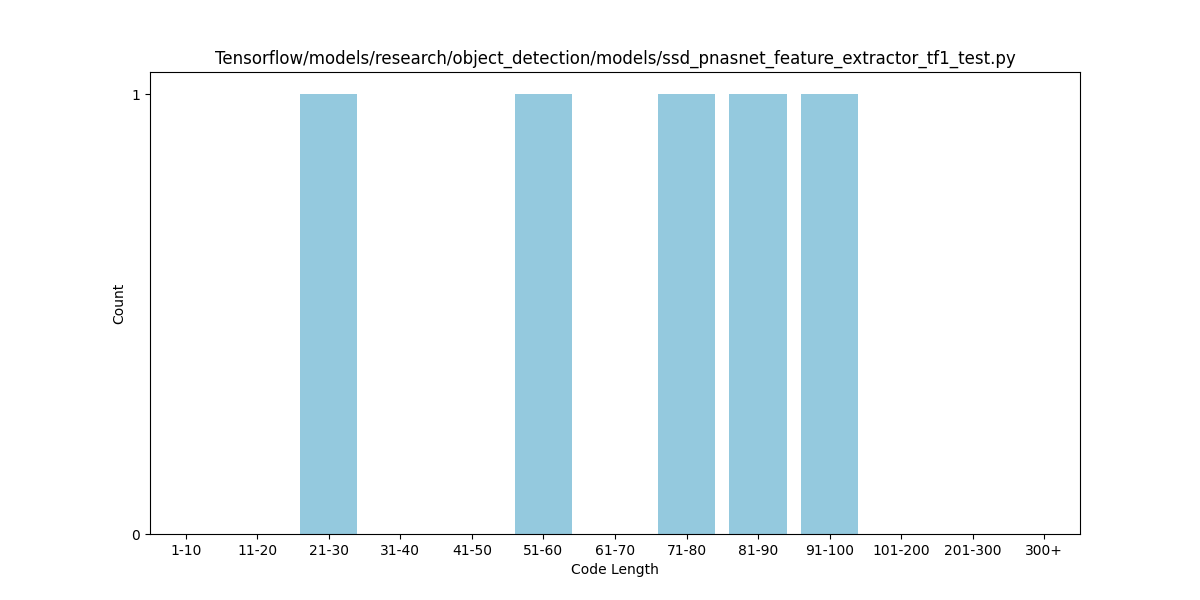 Tensorflow/models/research/object_detection/models/ssd_pnasnet_feature_extractor_tf1_test.py
1
Count
0
1-10 11-20 21-30 31-40 41-50 51-60 61-70 71-80 81-90 91-100 101-200 201-300 300+
Code Length